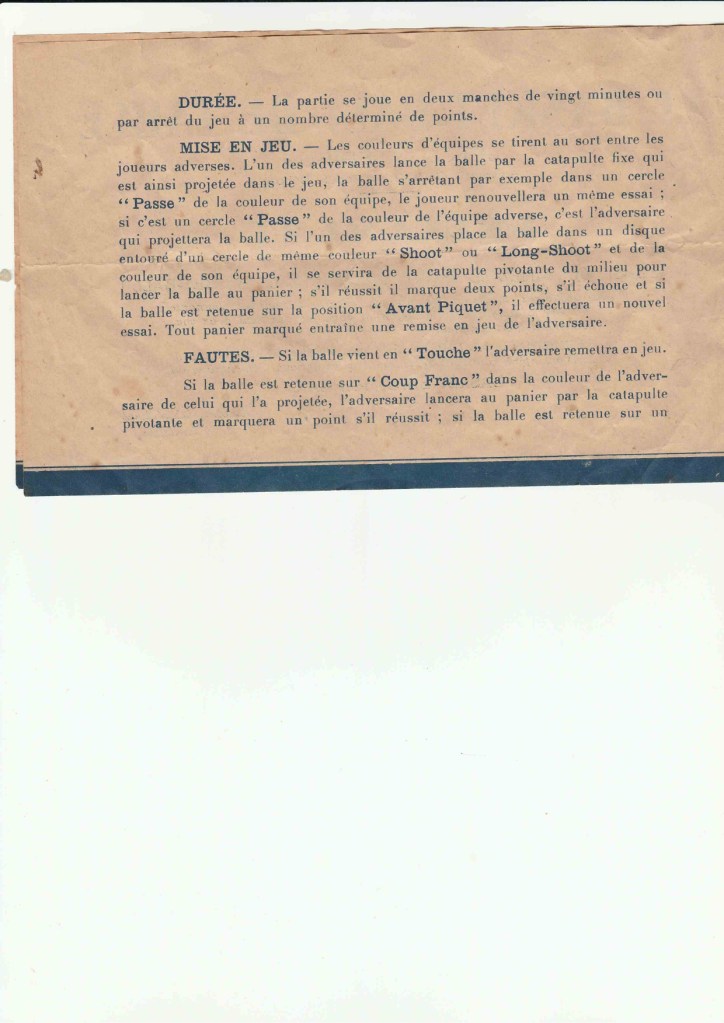 DURÉE. — La partie se joue en deux manches de vingt minutes ou
par arrêt du jeu à un nombre déterminé de points.
MISE EN JEU. — Les couleurs d'équipes se tirent au sort entre les
joueurs adverses. L'un des adversaires lance la balle par la catapulte fixe qui
est ainsi projetée dans le jeu, la balle s'arrêtant par exemple dans un cercle
“Passe” de la couleur de son équipe, le joueur renouvellera un même essai ;
si c'est un cercle “Passe” de la couleur de l'équipe adverse, c'est l'adversaire
qui projettera la balle. Si l'un des adversaires place la balle dans un disque
entouré d'un cercle de même couleur “Shoot” ou “Long-Shoot” et de la
couleur de son équipe, il se servira de la catapulte pivotante du milieu pour
lancer la balle au panier ; s'il réussit il marque deux points, s'il échoue et si
la balle est retenue sur la position “Avant Piquet”, il effectuera un nouvel
essai. Tout panier marqué entraîne une remise en jeu de l'adversaire.
FAUTES. — Si la balle vient en “Touche” l'adversaire remettra en jeu.
Si la balle est retenue sur “Coup Franc” dans la couleur de l'adver-
saire de celui qui l'a projetée, l'adversaire lancera au panier par la catapulte
pivotante et marquera un point s'il réussit ; si la balle est retenue sur un